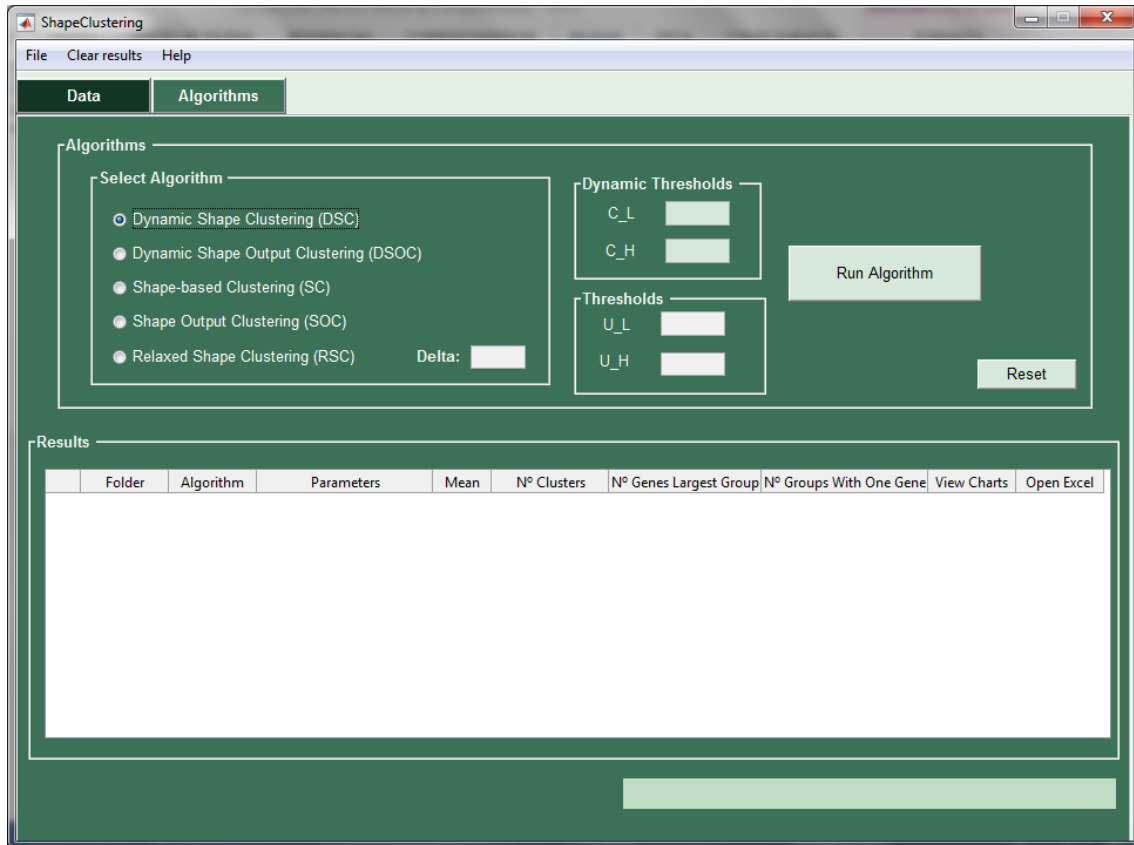 ShapeClustering
File Clear results Help
Data Algorithms
Algorithms
Select Algorithm
Dynamic Shape Clustering (DSC)
Dynamic Shape Output Clustering (DSOC)
Shape-based Clustering (SC)
Shape Output Clustering (SOC)
Relaxed Shape Clustering (RSC) Delta:
Dynamic Thresholds
C_L
C_H
Thresholds
U_L
U_H
Run Algorithm
Reset
Results
Folder Algorithm Parameters Mean Nº Clusters Nº Genes Largest Group Nº Groups With One Gene View Charts Open Excel